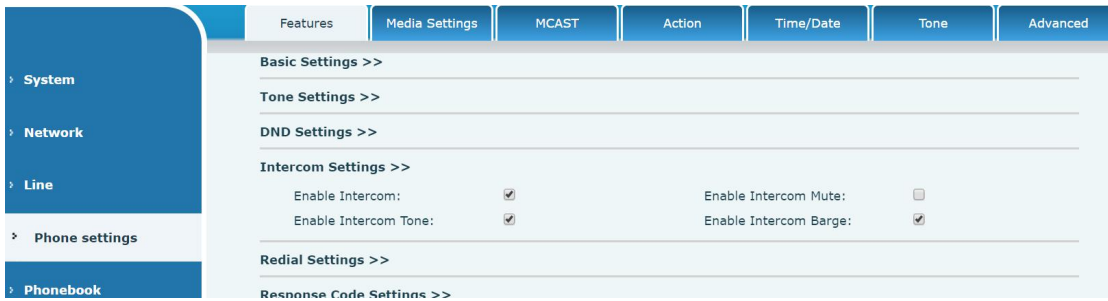 Features Media Settings MCAST Action Time/Date Tone Advanced
› System
› Network
› Line
› Phone settings
› Phonebook
Basic Settings >>
Tone Settings >>
DND Settings >>
Intercom Settings >>
Enable Intercom: Enable Intercom Mute:
Enable Intercom Tone: Enable Intercom Barge:
Redial Settings >>
Response Code Settings >>